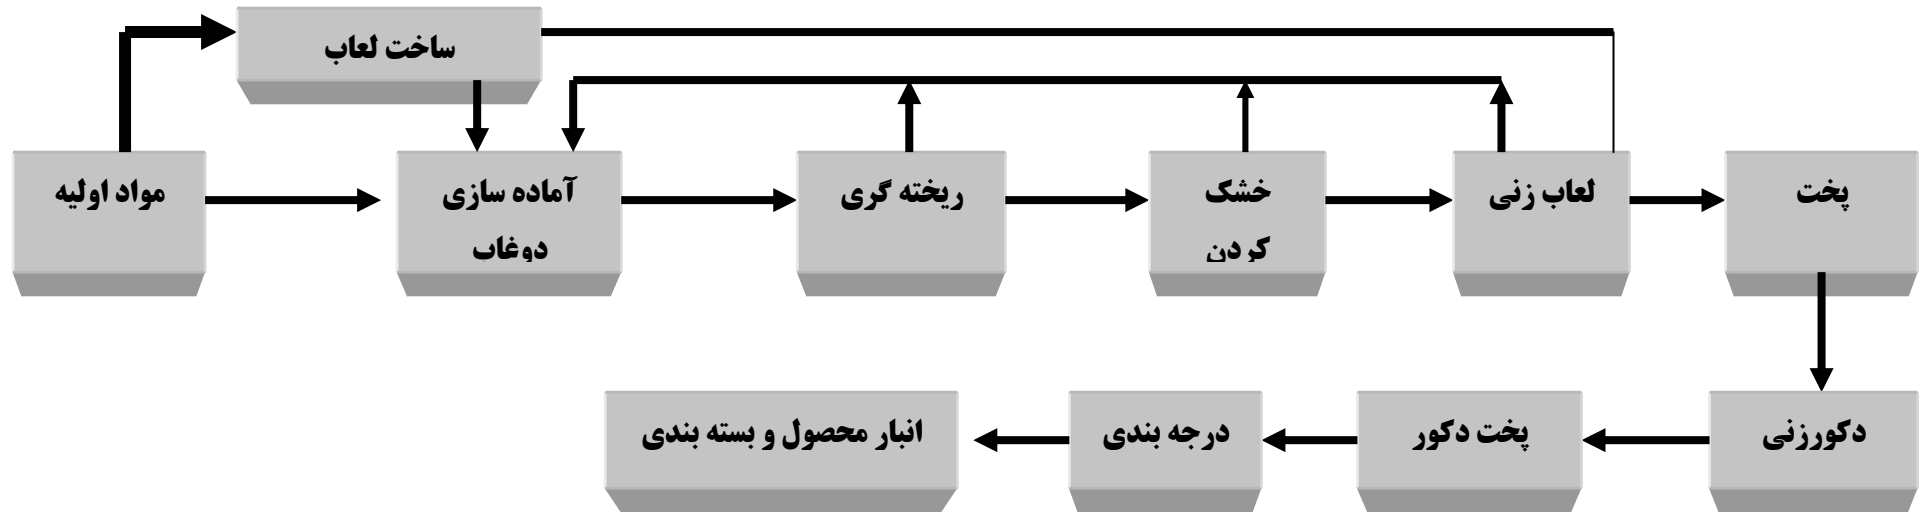 ساخت لعاب
مواد اولیه
آماده سازی
دوغاب
ریخته گری
خشک
کردن
لعاب زنی
پخت
دکورزنی
پخت دکور
درجه بندی
انبار محصول و بسته بندی